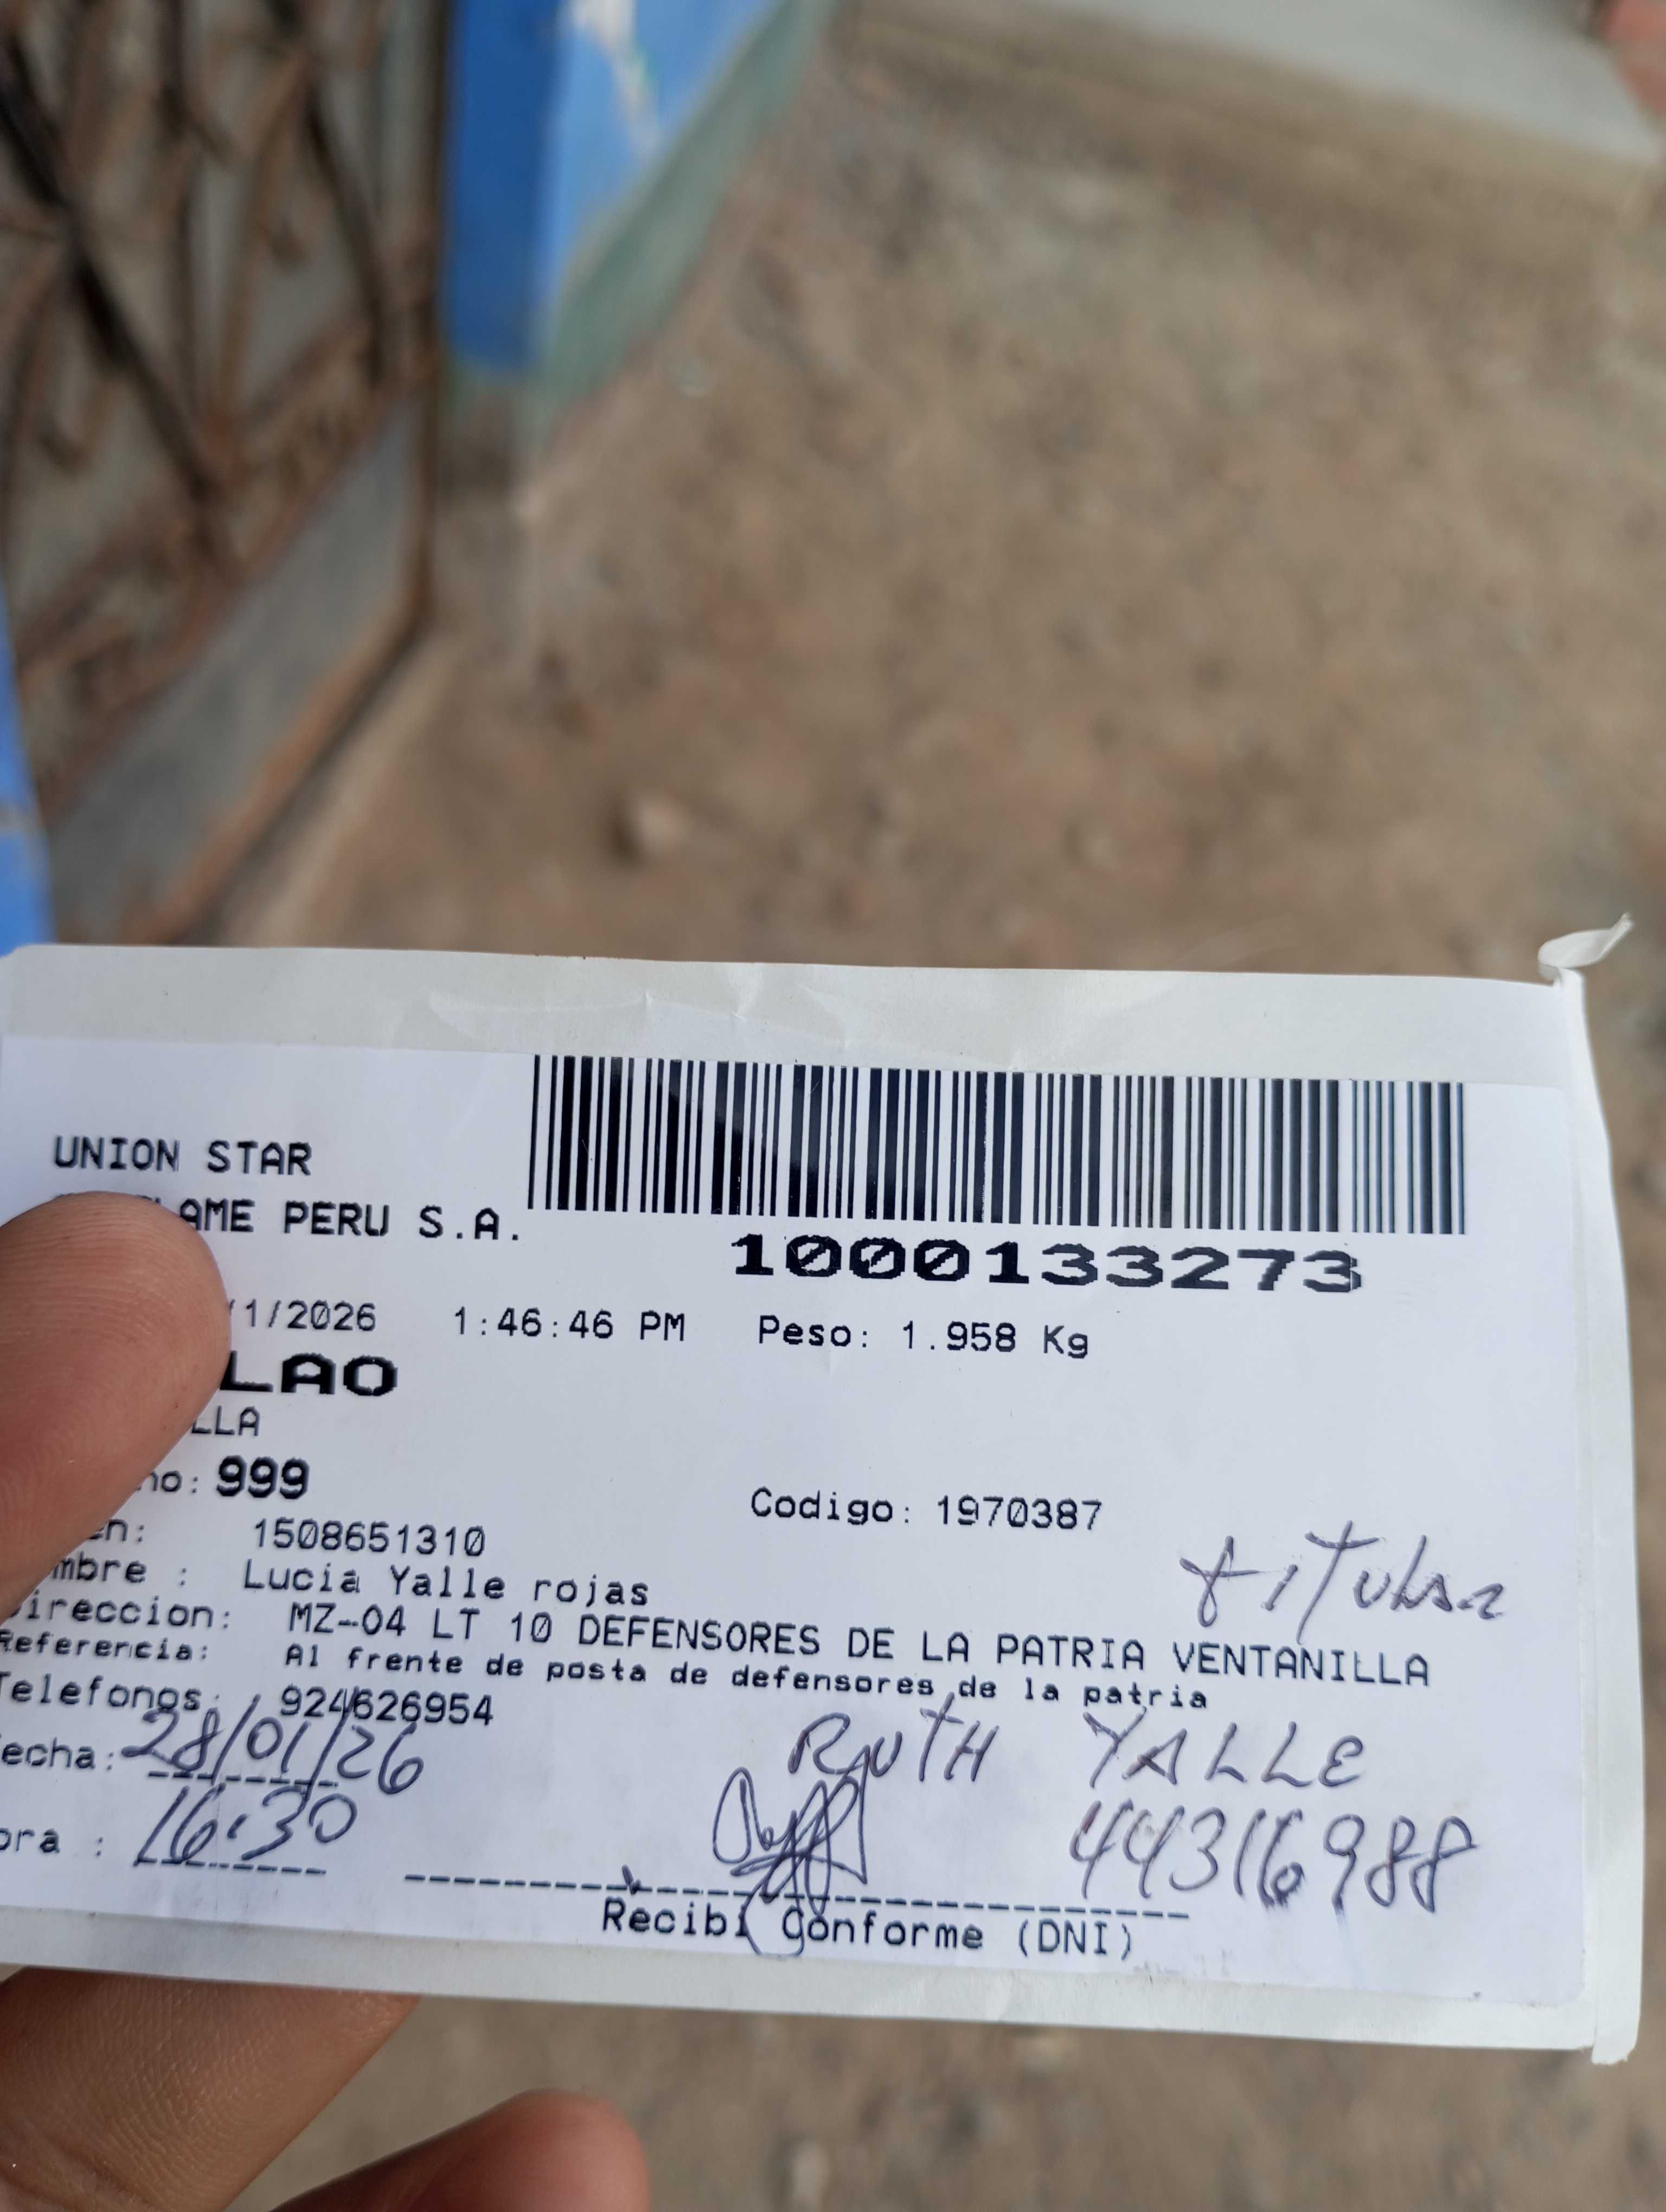 UNION STAR
LAME PERU S.A.
1000133273
/1/2026 1:46:46 PM Peso: 1.958 Kg
LAO
LLA
no: 999
Codigo: 1970387
en: 1508651310
mbre : Lucia Yalle rojas
titular
Direccion: MZ-04 LT 10 DEFENSORES DE LA PATRIA VENTANILLA
Referencia: Al frente de posta de defensores de la patria
Telefonos: 924626954
echa: 28/01/26
RUTH YALLE
ora : 16:30
44316988
Recibi Conforme (DNI)